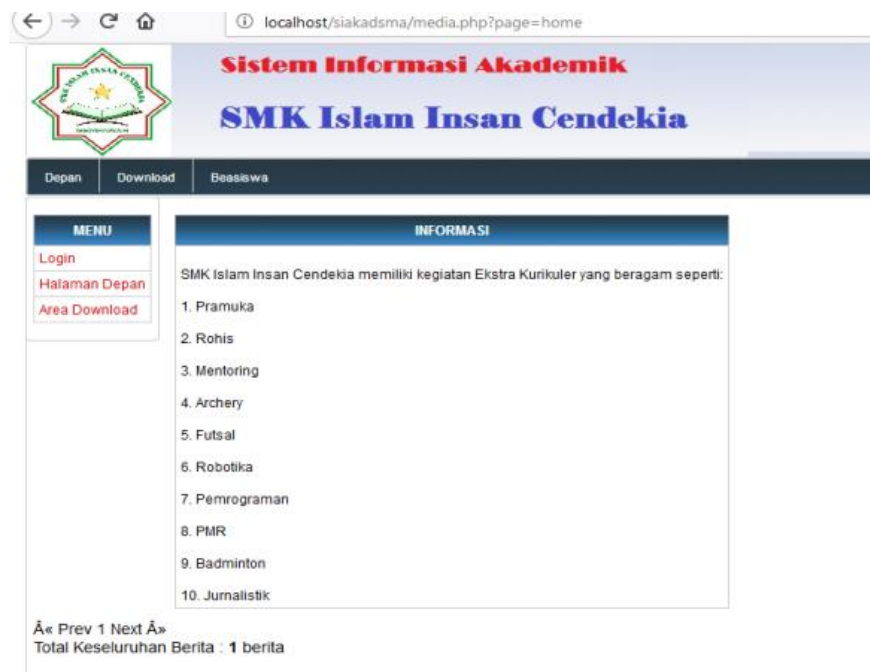 localhost/siakadsma/media.php?page=home
Sistem Informasi Akademik
SMK Islam Insan Cendekia
Depan Download Beasiswa
MENU
Login
Halaman Depan
Area Download
INFORMASI
SMK Islam Insan Cendekia memiliki kegiatan Ekstra Kurikuler yang beragam seperti:
1. Pramuka
2. Rohis
3. Mentoring
4. Archery
5. Futsal
6. Robotika
7. Pemrograman
8. PMR
9. Badminton
10. Jurnalistik
Â« Prev 1 Next Â»
Total Keseluruhan Berita : 1 berita